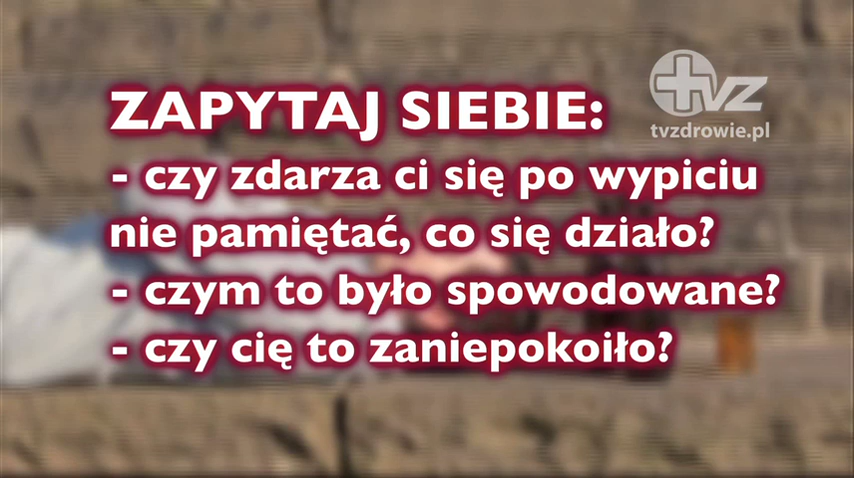 ZAPYTAJ SIEBIE:
- czy zdarza ci się po wypiciu
nie pamiętać, co się działo?
- czym to było spowodowane?
- czy cię to zaniepokoiło?
tvz
tvzdrowie.pl